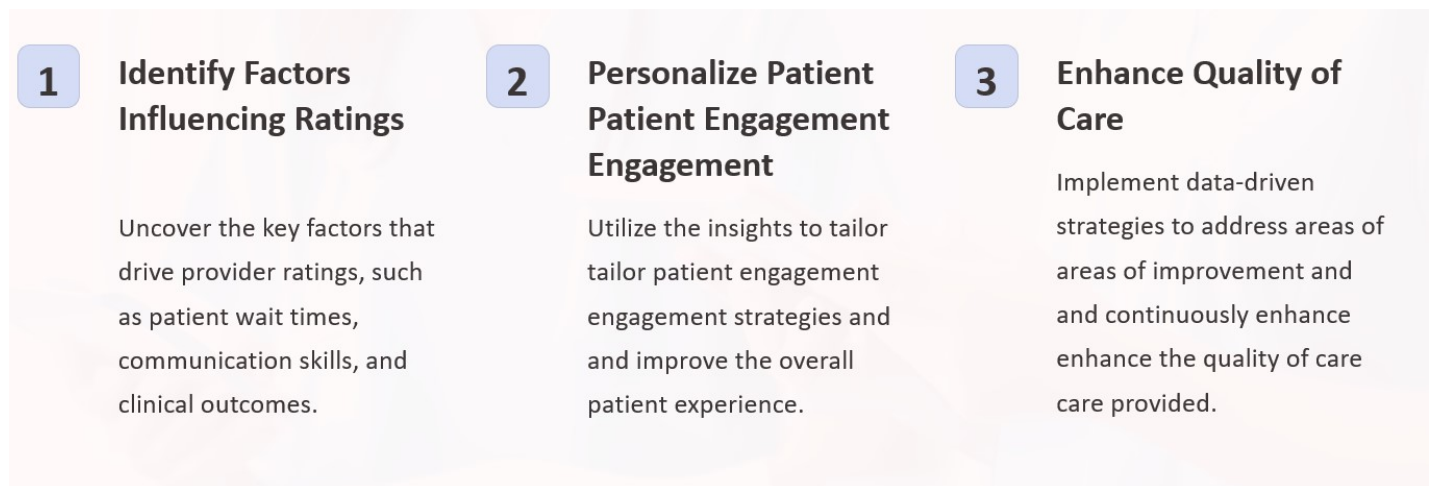 1
Identify Factors
Influencing Ratings
Uncover the key factors that
drive provider ratings, such
as patient wait times,
communication skills, and
clinical outcomes.
2
Personalize Patient
Patient Engagement
Engagement
Utilize the insights to tailor
tailor patient engagement
engagement strategies and
and improve the overall
patient experience.
3
Enhance Quality of
Care
Implement data-driven
strategies to address areas of
areas of improvement and
and continuously enhance
enhance the quality of care
care provided.